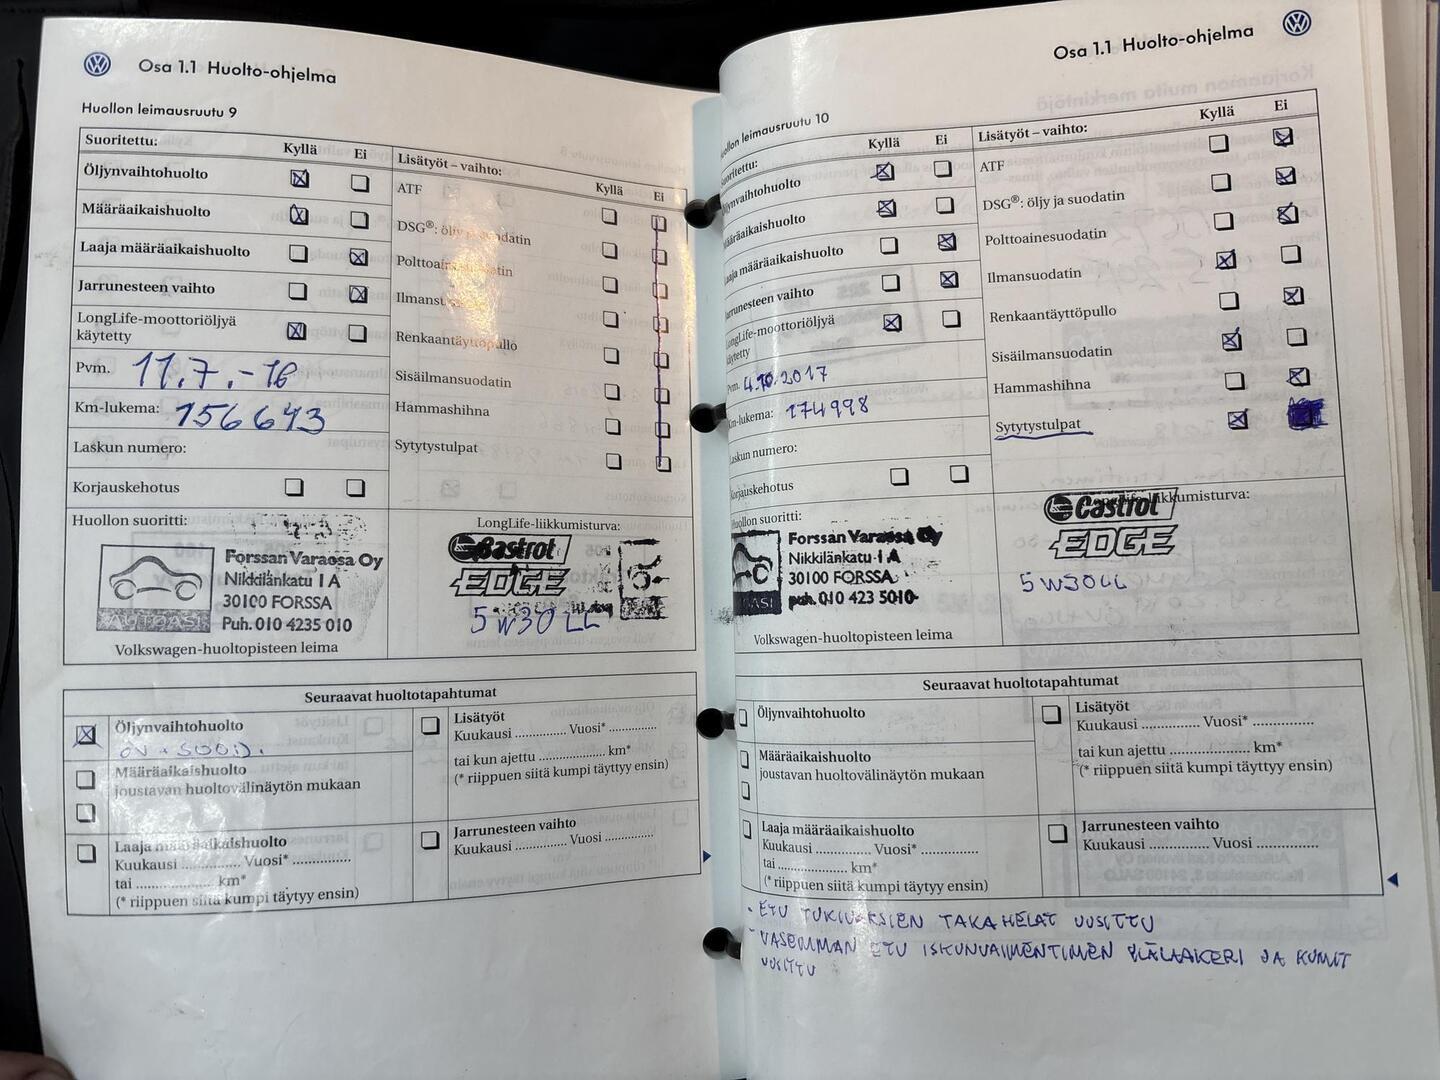 Osa 1.1 Huolto-ohjelma
Huollon leimausruutu 9
Suoritettu: Kyllä Ei
Öljynvaihtohuolto
Määräaikaishuolto
Laaja määräaikaishuolto
Jarrunesteen vaihto
LongLife-moottoriöljyä
käytetty
Pvm. 11.7.-16
Km-lukema: 156643
Laskun numero:
Korjauskehotus
Lisätyöt – vaihto: Kyllä Ei
ATF
DSG®: öljy ja suodatin
Polttoainesuodatin
Renkaantäyttöpullo
Sisäilmansuodatin
Hammashihna
Sytytystulpat
Huollon suoritti:
Forssan Varaosa Oy
Nikkilänkatu 1 A
30100 FORSSA
Puh. 010 4235 010
AUTOASI
Volkswagen-huoltopisteen leima
LongLife-liikkumisturva:
Castrol
EDGE
5W30 LL
Seuraavat huoltotapahtumat
Öljynvaihtohuolto
Määräaikaishuolto
joustavan huoltovälinäytön mukaan
Laaja määräaikaishuolto
Kuukausi .............. Vuosi* ..............
tai .................... km*
(* riippuen siitä kumpi täyttyy ensin)
Lisätyöt
Kuukausi .............. Vuosi* ..............
tai kun ajettu .................... km*
(* riippuen siitä kumpi täyttyy ensin)
Jarrunesteen vaihto
Kuukausi .............. Vuosi ..............
Osa 1.1 Huolto-ohjelma
Huollon leimausruutu 10
Suoritettu: Kyllä Ei
Öljynvaihtohuolto
Määräaikaishuolto
Laaja määräaikaishuolto
Jarrunesteen vaihto
LongLife-moottoriöljyä
käytetty
Pvm. 4.10.2017
Km-lukema: 174998
Laskun numero:
Korjauskehotus
Lisätyöt – vaihto: Kyllä Ei
ATF
DSG®: öljy ja suodatin
Polttoainesuodatin
Ilmansuodatin
Renkaantäyttöpullo
Sisäilmansuodatin
Hammashihna
Sytytystulpat
Huollon suoritti:
Forssan Varaosa Oy
Nikkilänkatu 1 A
30100 FORSSA
puh. 010 423 5010
Volkswagen-huoltopisteen leima
LongLife-liikkumisturva:
Castrol
EDGE
5W30LL
Seuraavat huoltotapahtumat
Öljynvaihtohuolto
Määräaikaishuolto
joustavan huoltovälinäytön mukaan
Laaja määräaikaishuolto
Kuukausi .............. Vuosi* ..............
tai .................... km*
(* riippuen siitä kumpi täyttyy ensin)
Lisätyöt
Kuukausi .............. Vuosi* ..............
tai kun ajettu .................... km*
(* riippuen siitä kumpi täyttyy ensin)
Jarrunesteen vaihto
Kuukausi .............. Vuosi ..............
- ETU TUKIVARSIEN TAKA HELAT UUSITTU
- VASEMMAN ETU ISKUNVAIMENTIMEN YLÄLAAKERI JA KUMIT
UUSITTU